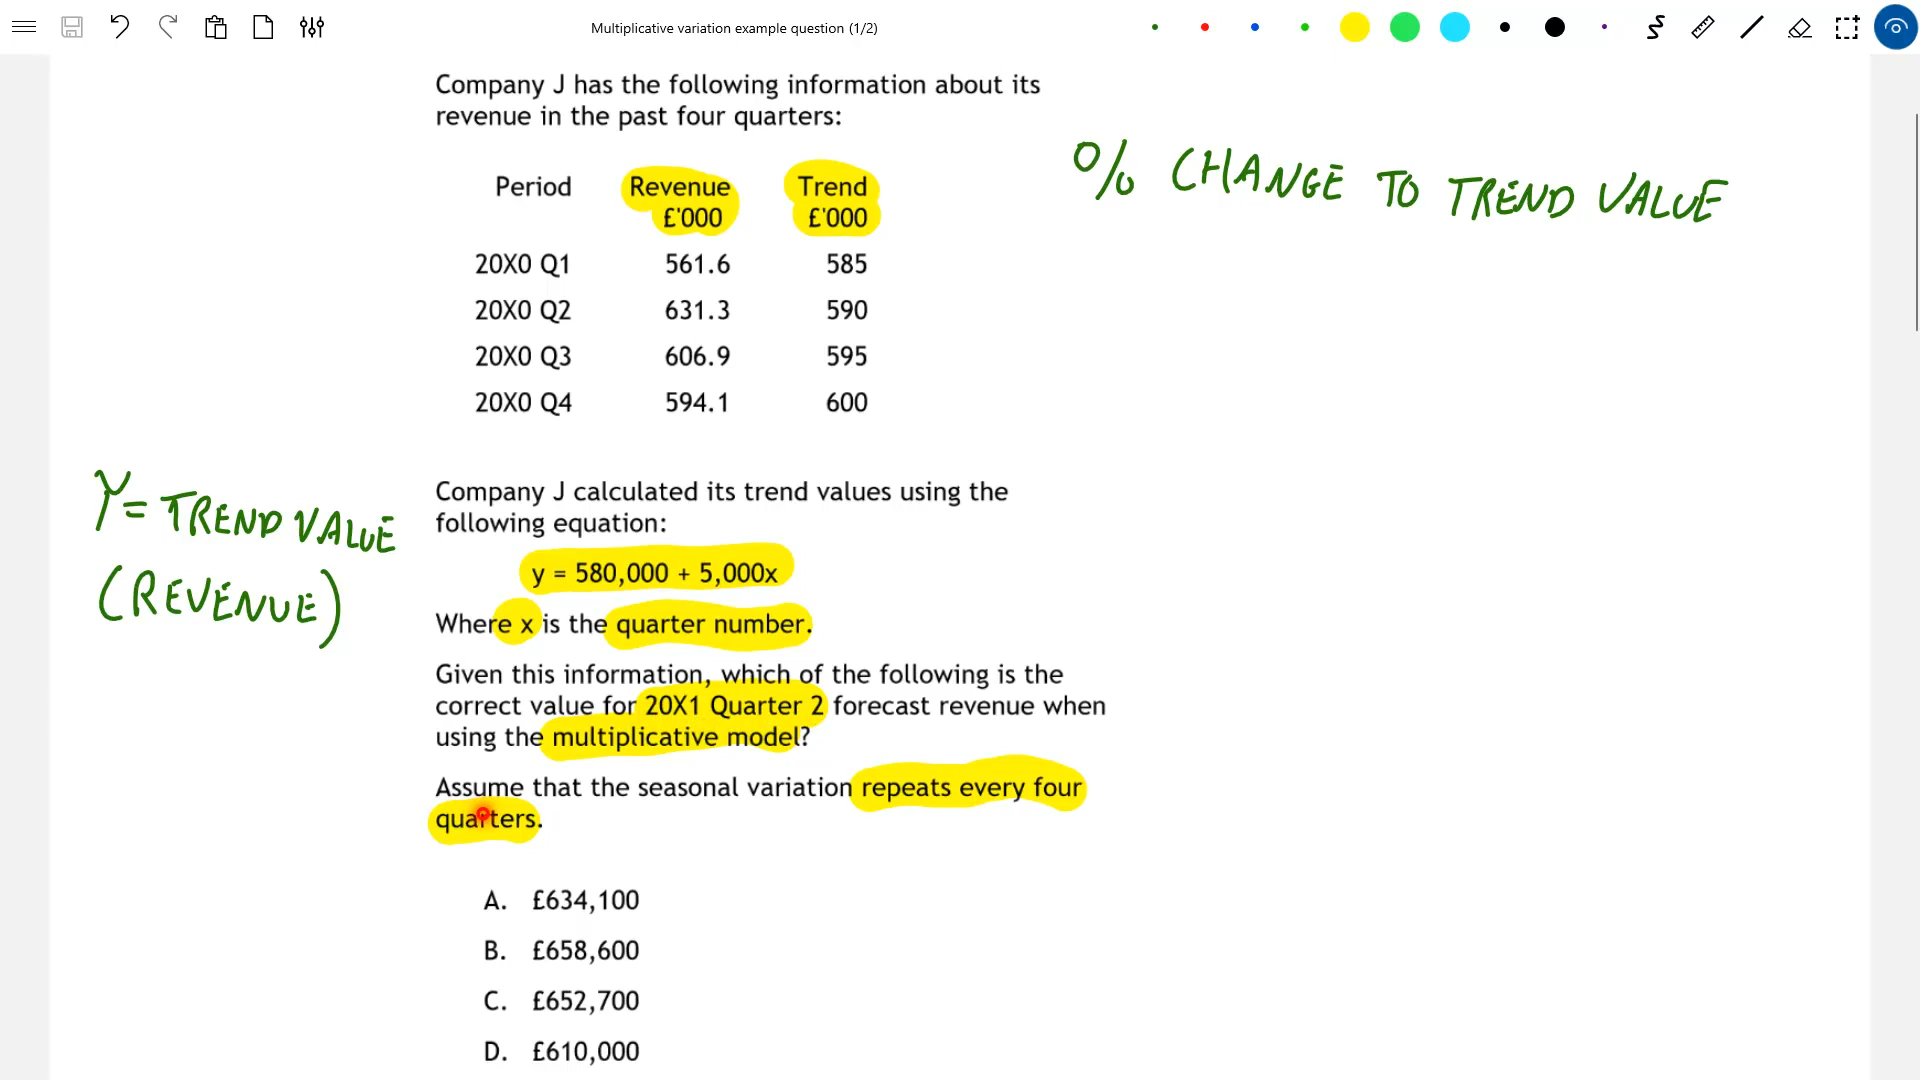 Multiplicative variation example question (1/2)
Company J has the following information about its
revenue in the past four quarters:
% CHANGE TO TREND VALUE
Period Revenue Trend
£'000 £'000
20X0 Q1 561.6 585
20X0 Q2 631.3 590
20X0 Q3 606.9 595
20X0 Q4 594.1 600
Y = TREND VALUE
(REVENUE)
Company J calculated its trend values using the
following equation:
y = 580,000 + 5,000x
Where x is the quarter number.
Given this information, which of the following is the
correct value for 20X1 Quarter 2 forecast revenue when
using the multiplicative model?
Assume that the seasonal variation repeats every four
quarters.
A. £634,100
B. £658,600
C. £652,700
D. £610,000